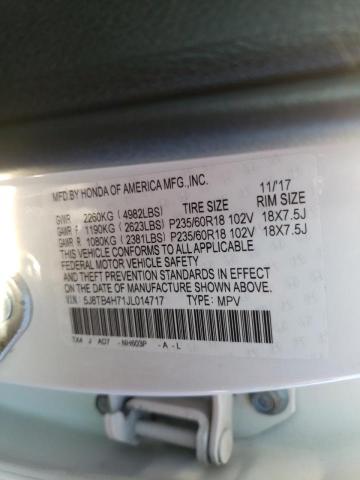 MFD.BY HONDA OF AMERICA MFG.,INC. 11/'17
GVWR 2260KG (4982LBS) TIRE SIZE RIM SIZE
GAWR F 1190KG (2623LBS) P235/60R18 102V 18X7.5J
GAWR R 1080KG (2381LBS) P235/60R18 102V 18X7.5J
THIS VEHICLE CONFORMS TO ALL APPLICABLE
FEDERAL MOTOR VEHICLE SAFETY
AND THEFT PREVENTION STANDARDS IN EFFECT
ON THE DATE OF MANUFACTURE SHOWN ABOVE.
VIN : 5J8TB4H71JL014717 TYPE: MPV
TX4 J AD7 -NH603P -A-L